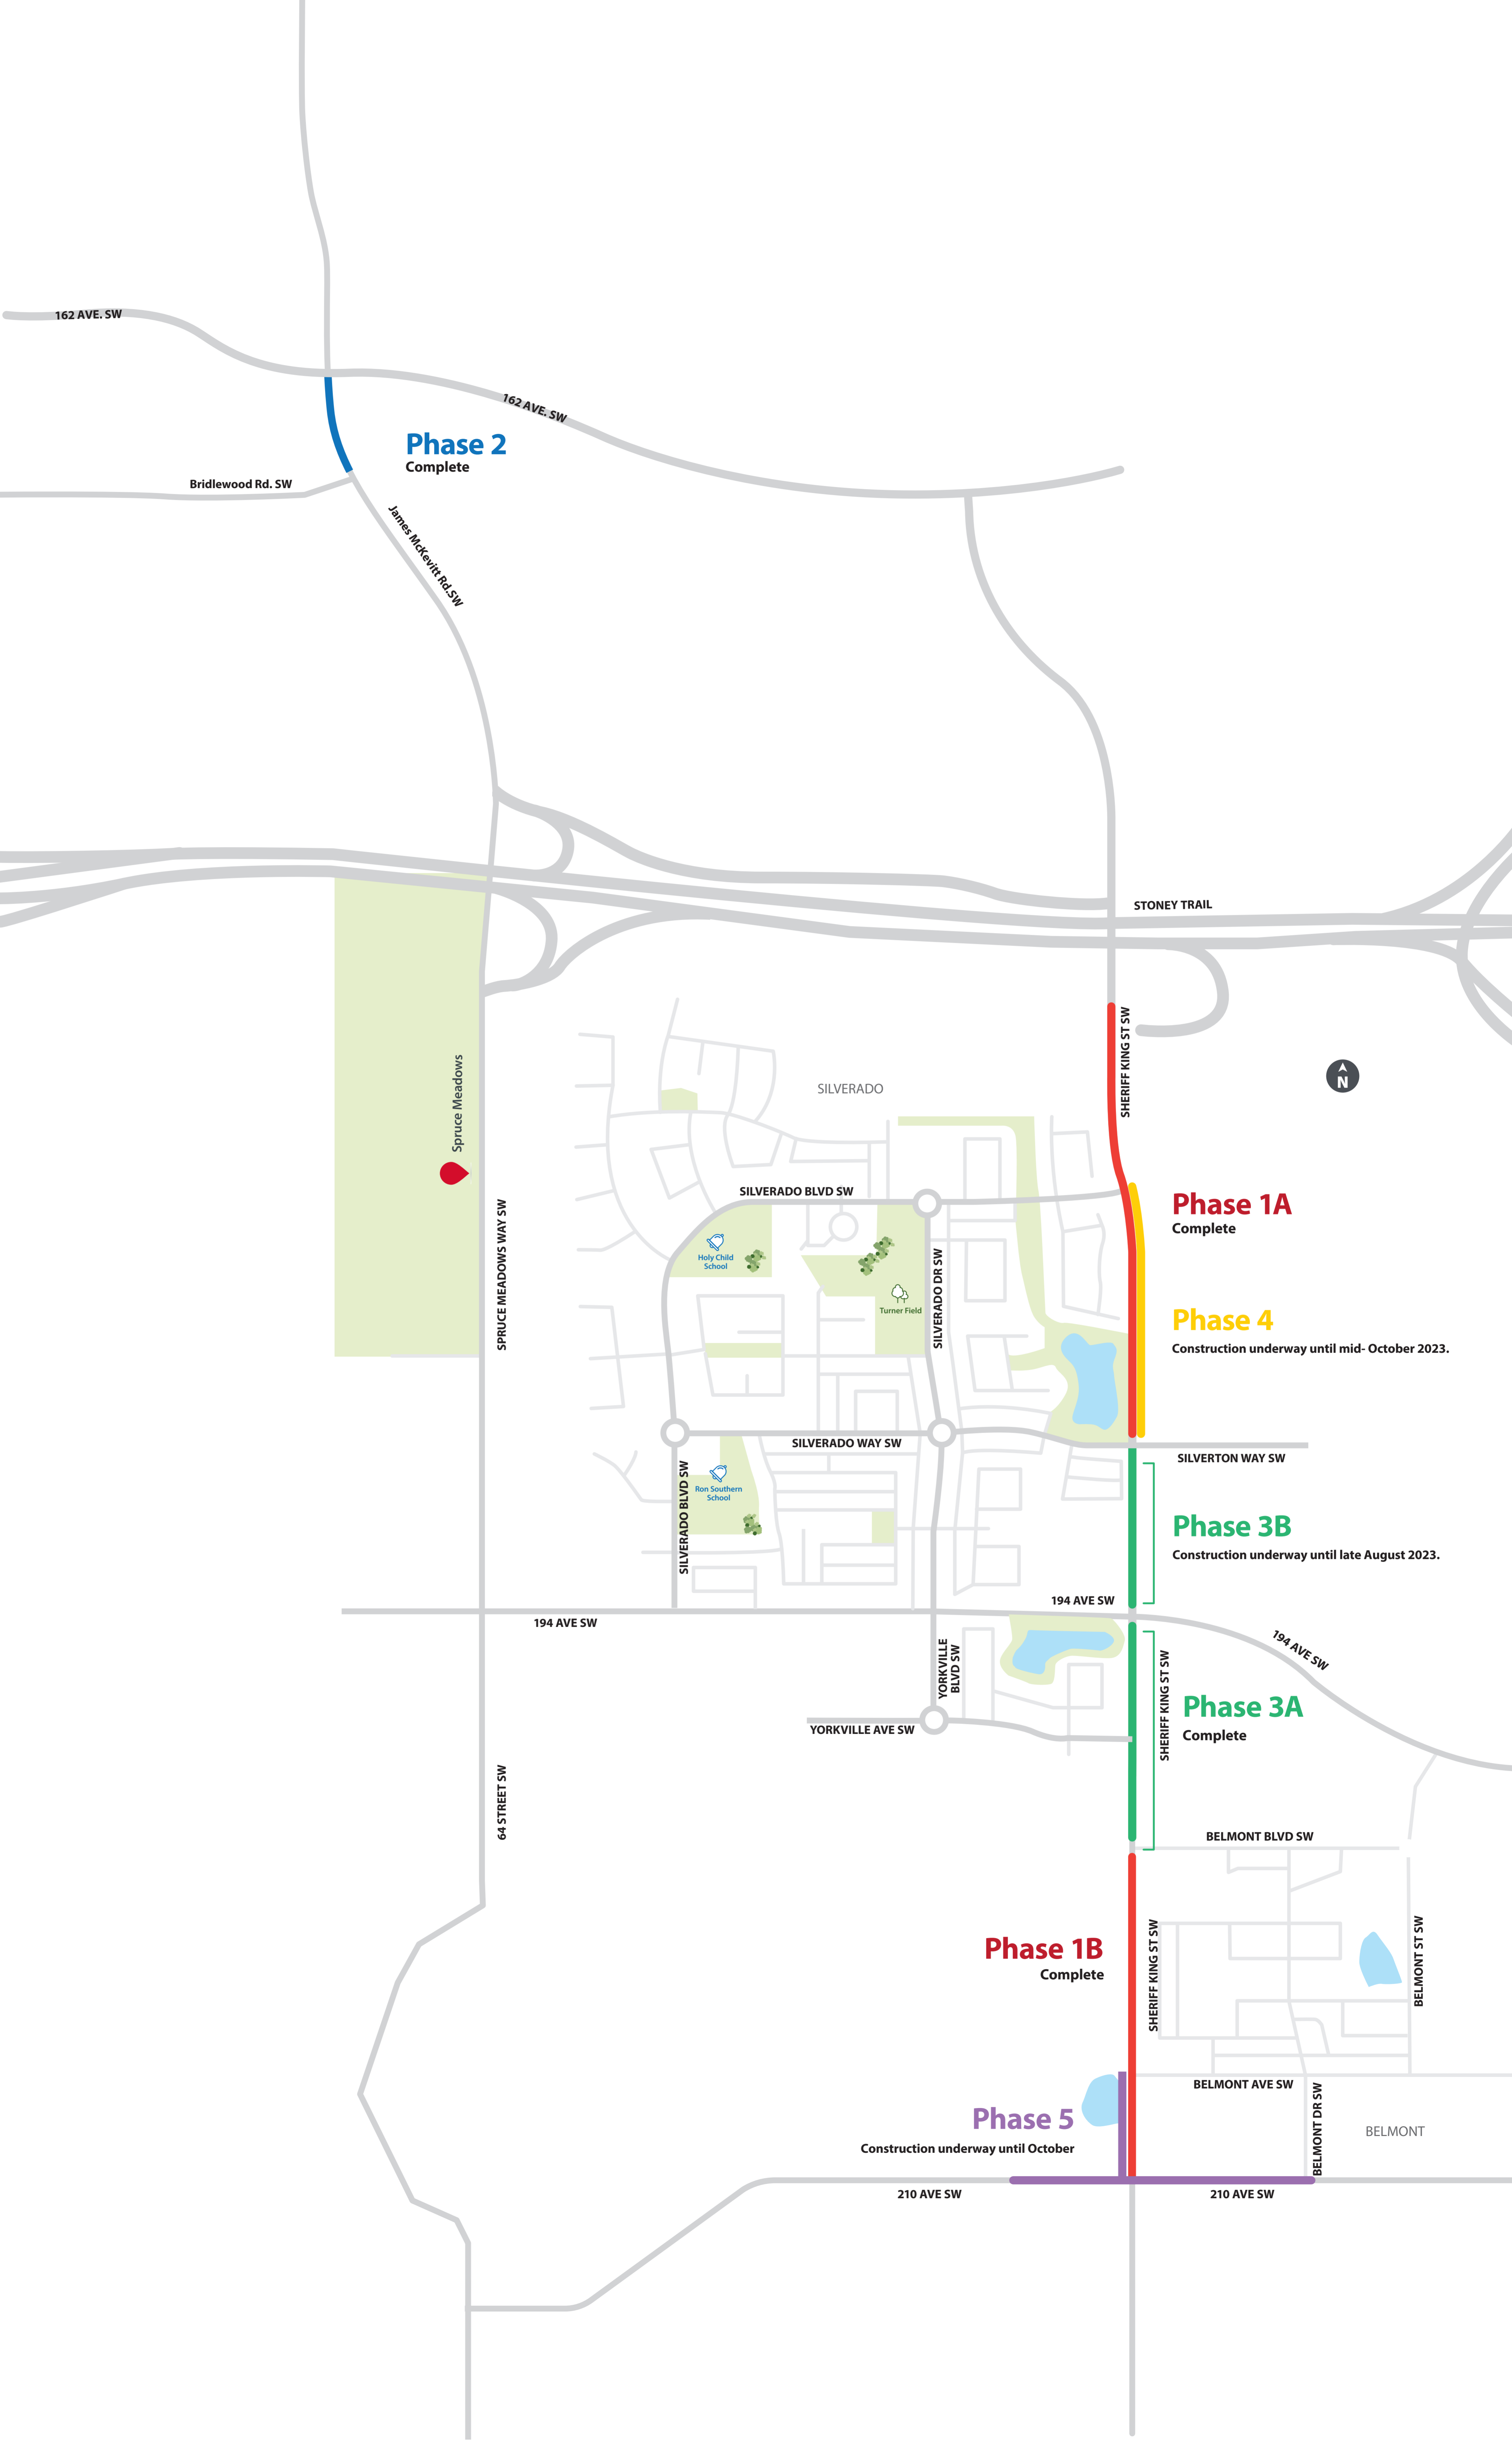 162 AVE. SW
162 AVE. SW
Phase 2
Complete
Bridlewood Rd. SW
James McKevitt Rd.SW
STONEY TRAIL
SHERIFF KING ST SW
N
Spruce Meadows
SILVERADO
SILVERADO BLVD SW
Phase 1A
Complete
SPRUCE MEADOWS WAY SW
Holy Child
School
Turner Field
SILVERADO DR SW
Phase 4
Construction underway until mid- October 2023.
SILVERADO WAY SW
SILVERTON WAY SW
SILVERADO BLVD SW
Ron Southern
School
Phase 3B
Construction underway until late August 2023.
194 AVE SW
194 AVE SW
194 AVE SW
YORKVILLE
BLVD SW
YORKVILLE AVE SW
SHERIFF KING ST SW
Phase 3A
Complete
64 STREET SW
BELMONT BLVD SW
Phase 1B
Complete
SHERIFF KING ST SW
BELMONT ST SW
BELMONT AVE SW
BELMONT DR SW
BELMONT
Phase 5
Construction underway until October
210 AVE SW
210 AVE SW